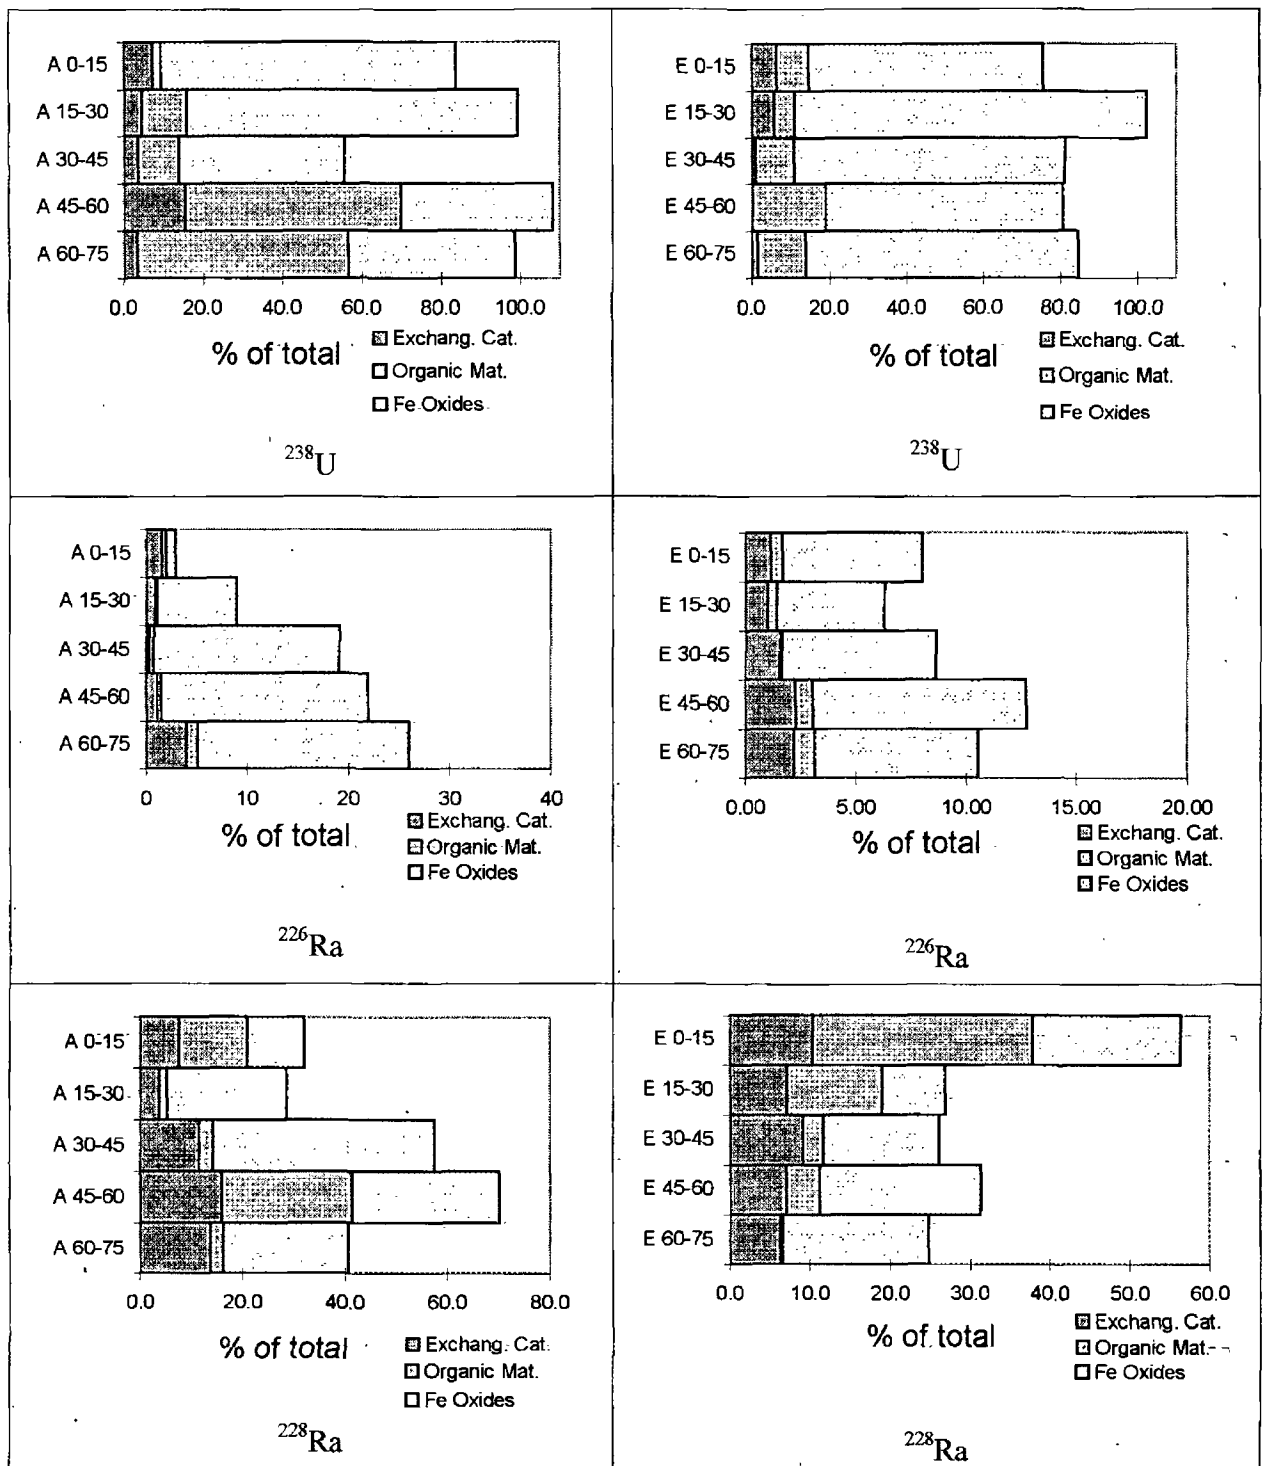 A 0-15
A 15-30
A 30-45
A 45-60
A 60-75
0.0 20.0 40.0 60.0 80.0 100.0
% of total
Exchang. Cat.
Organic Mat.
Fe Oxides
238U
E 0-15
E 15-30
E 30-45
E 45-60
E 60-75
0.0 20.0 40.0 60.0 80.0 100.0
% of total
Exchang. Cat.
Organic Mat.
Fe Oxides
238U
A 0-15
A 15-30
A 30-45
A 45-60
A 60-75
0 10 20 30 40
% of total
Exchang. Cat.
Organic Mat.
Fe Oxides
226Ra
E 0-15
E 15-30
E 30-45
E 45-60
E 60-75
0.00 5.00 10.00 15.00 20.00
% of total
Exchang. Cat.
Organic Mat.
Fe Oxides
226Ra
A 0-15
A 15-30
A 30-45
A 45-60
A 60-75
0.0 20.0 40.0 60.0 80.0
% of total
Exchang. Cat.
Organic Mat.
Fe Oxides
228Ra
E 0-15
E 15-30
E 30-45
E 45-60
E 60-75
0.0 10.0 20.0 30.0 40.0 50.0 60.0
% of total
Exchang. Cat.
Organic Mat.
Fe Oxides
228Ra